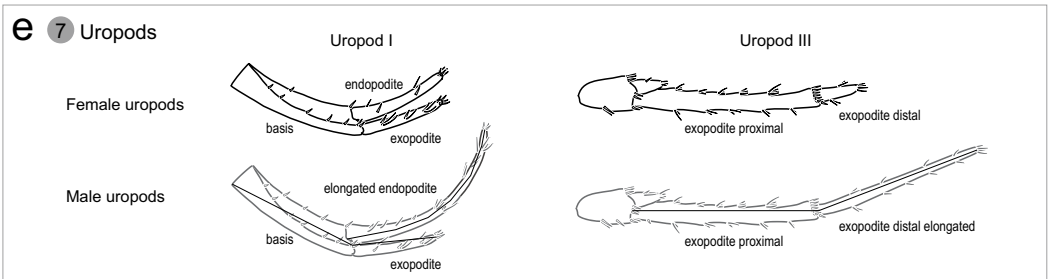 e 7 Uropods
Uropod I
Uropod III
Female uropods
endopodite
basis
exopodite
exopodite proximal
exopodite distal
Male uropods
elongated endopodite
basis
exopodite
exopodite proximal
exopodite distal elongated